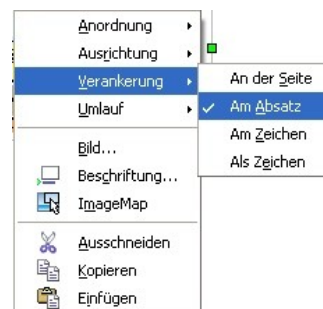 Anordnung
Ausrichtung
Verankerung
Umlauf
Bild...
Beschriftung...
ImageMap
Ausschneiden
Kopieren
Einfügen
An der Seite
Am Absatz
Am Zeichen
Als Zeichen